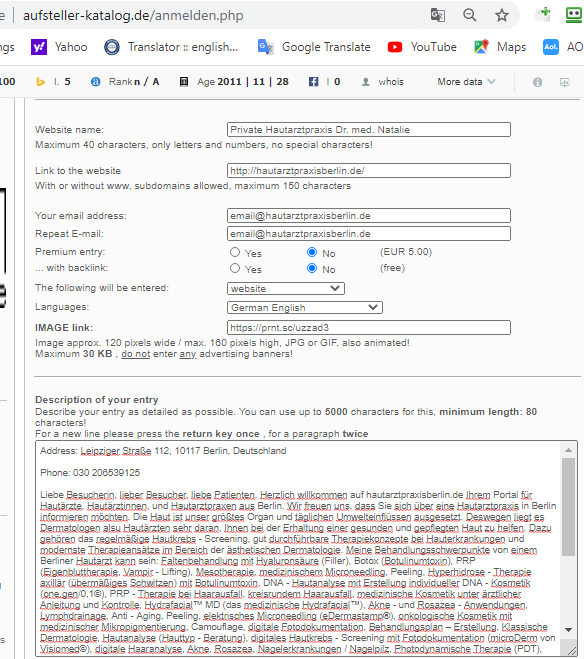 aufsteller-katalog.de/anmelden.php
ngs Yahoo Translator :: english... Google Translate YouTube Maps AOL AO
100 I. 5 Rank n / A Age 2011 | 11 | 28 I 0 whois More data
Website name: Private Hautarztpraxis Dr. med. Natalie
Maximum 40 characters, only letters and numbers, no special characters!
Link to the website http://hautarztpraxisberlin.de/
With or without www, subdomains allowed, maximum 150 characters
Your email address: email@hautarztpraxisberlin.de
Repeat E-mail: email@hautarztpraxisberlin.de
Premium entry: Yes No (EUR 5.00)
... with backlink: Yes No (free)
The following will be entered: website
Languages: German English
IMAGE link: https://prnt.sc/uzzad3
Image approx. 120 pixels wide / max. 160 pixels high, JPG or GIF, also animated!
Maximum 30 KB , do not enter any advertising banners!
Description of your entry
Describe your entry as detailed as possible. You can use up to 5000 characters for this, minimum length: 80
characters!
For a new line please press the return key once , for a paragraph twice
Address: Leipziger Straße 112, 10117 Berlin, Deutschland
Phone: 030 206539125
Liebe Besucherin, lieber Besucher, liebe Patienten. Herzlich willkommen auf hautarztpraxisberlin.de Ihrem Portal für
Hautärzte, Hautärztinnen, und Hautarztpraxen aus Berlin. Wir freuen uns, dass Sie sich über eine Hautarztpraxis in Berlin
informieren möchten. Die Haut ist unser größtes Organ und täglichen Umwelteinflüssen ausgesetzt. Deswegen liegt es
Dermatologen alsu Hautärzten sehr daran, Ihnen bei der Erhaltung einer gesunden und gepflegten Haut zu helfen. Dazu
gehören das regelmäßige Hautkrebs - Screening, gut durchführbare Therapiekonzepte bei Hauterkrankungen und
modernste Therapieansätze im Bereich der ästhetischen Dermatologie. Meine Behandlungsschwerpunkte von einem
Berliner Hautarzt kann sein: Faltenbehandlung mit Hyaluronsäure (Filler), Botox (Botulinumtoxin), PRP
(Eigenbluttherapie, Vampir - Lifting), Mesotherapie, medizinischem Microneedling, Peeling, Hyperhidrose - Therapie
axillär (übermäßiges Schwitzen) mit Botulinumtoxin, DNA - Hautanalyse mit Erstellung individueller DNA - Kosmetik
(one.gen/0,1®), PRP - Therapie bei Haarausfall, kreisrundem Haarausfall, medizinische Kosmetik unter ärztlicher
Anleitung und Kontrolle, Hydrafacial™ MD (das medizinische Hydrafacial™), Akne - und Rosazea - Anwendungen,
Lymphdrainage, Anti - Aging, Peeling, elektrisches Microneedling (eDermastamp®), onkologische Kosmetik mit
medizinischer Mikropigmentierung, Camouflage, digitale Fotodokumentation, Behandlungsplan – Erstellung, Klassische
Dermatologie, Hautanalyse (Hauttyp - Beratung), digitales Hautkrebs - Screening mit Fotodokumentation (microDerm von
Visiomed®), digitale Haaranalyse, Akne, Rosazea, Nagelerkrankungen / Nagelpilz, Photodynamische Therapie (PDT),